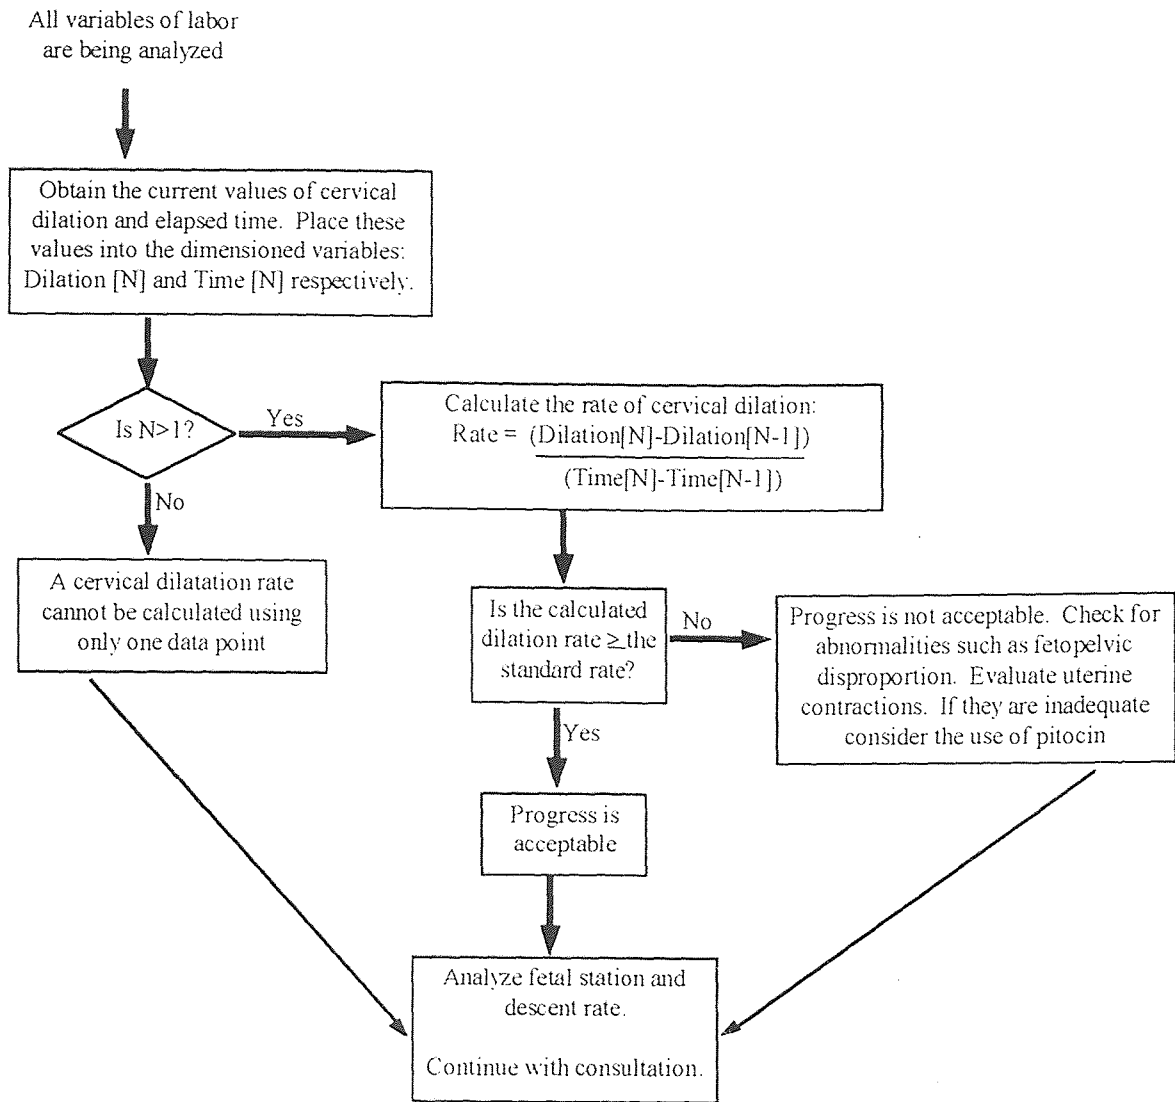 All variables of labor
are being analyzed
Obtain the current values of cervical
dilation and elapsed time. Place these
values into the dimensioned variables:
Dilation [N] and Time [N] respectively.
Is N>1?
Yes
Calculate the rate of cervical dilation:
Rate = (Dilation[N]-Dilation[N-1])
(Time[N]-Time[N-1])
No
A cervical dilatation rate
cannot be calculated using
only one data point
Is the calculated
dilation rate ≥the
standard rate?
No
Progress is not acceptable. Check for
abnormalities such as fetopelvic
disproportion. Evaluate uterine
contractions. If they are inadequate
consider the use of pitocin
Yes
Progress is
acceptable
Analyze fetal station and
descent rate.
Continue with consultation.